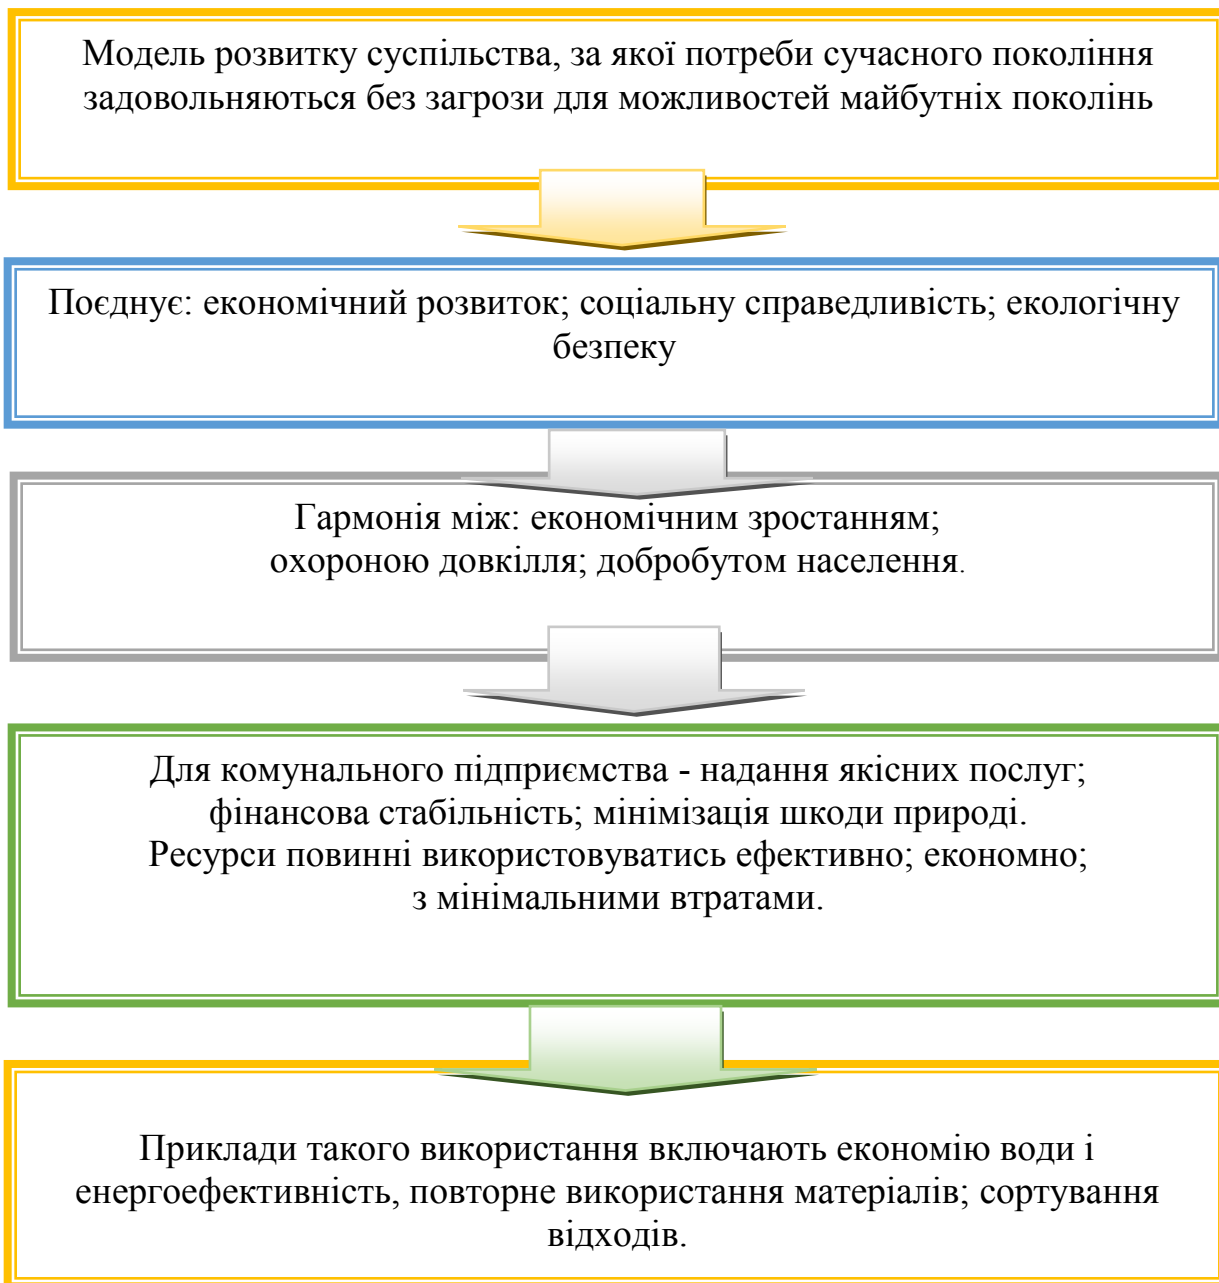 Модель розвитку суспільства, за якої потреби сучасного покоління
задовольняються без загрози для можливостей майбутніх поколінь
Поєднує: економічний розвиток; соціальну справедливість; екологічну
безпеку
Гармонія між: економічним зростанням;
охороною довкілля; добробутом населення.
Для комунального підприємства - надання якісних послуг;
фінансова стабільність; мінімізація шкоди природі.
Ресурси повинні використовуватись ефективно; економно;
з мінімальними втратами.
Приклади такого використання включають економію води і
енергоефективність, повторне використання матеріалів; сортування
відходів.